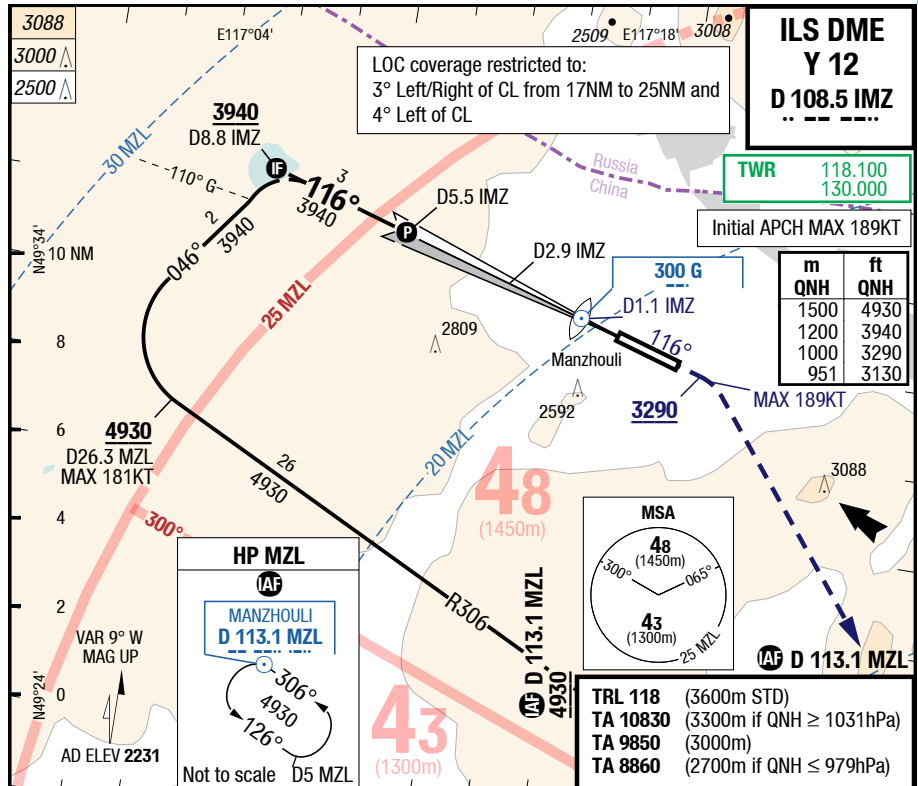 3088
3000
2500
E117°04'
2509
E117°18'
3008
ILS DME
Y 12
D 108.5 IMZ
LOC coverage restricted to:
3° Left/Right of CL from 17NM to 25NM and
4° Left of CL
TWR 118.100
130.000
Initial APCH MAX 189KT
m ft
QNH QNH
1500 4930
1200 3940
1000 3290
951 3130
Russia
China
30 MZL
3940
D8.8 IMZ
IF
110° G
116°
3
3940
P
D5.5 IMZ
D2.9 IMZ
2
3940
046°
N49°34'
10 NM
25 MZL
300 G
D1.1 IMZ
2809
Manzhouli
116°
8
2592
3290
MAX 189KT
4930
D26.3 MZL
MAX 181KT
6
26
4930
20 MZL
48
(1450m)
3088
4
300°
HP MZL
IAF
MANZHOULI
D 113.1 MZL
306°
4930
126°
Not to scale
D5 MZL
R306
IAF D 113.1 MZL
4930
MSA
48
(1450m)
300°
065°
43
(1300m)
25 MZL
IAF D 113.1 MZL
2
VAR 9° W
MAG UP
0
N49°24'
AD ELEV 2231
43
(1300m)
TRL 118 (3600m STD)
TA 10830 (3300m if QNH ≥ 1031hPa)
TA 9850 (3000m)
TA 8860 (2700m if QNH ≤ 979hPa)